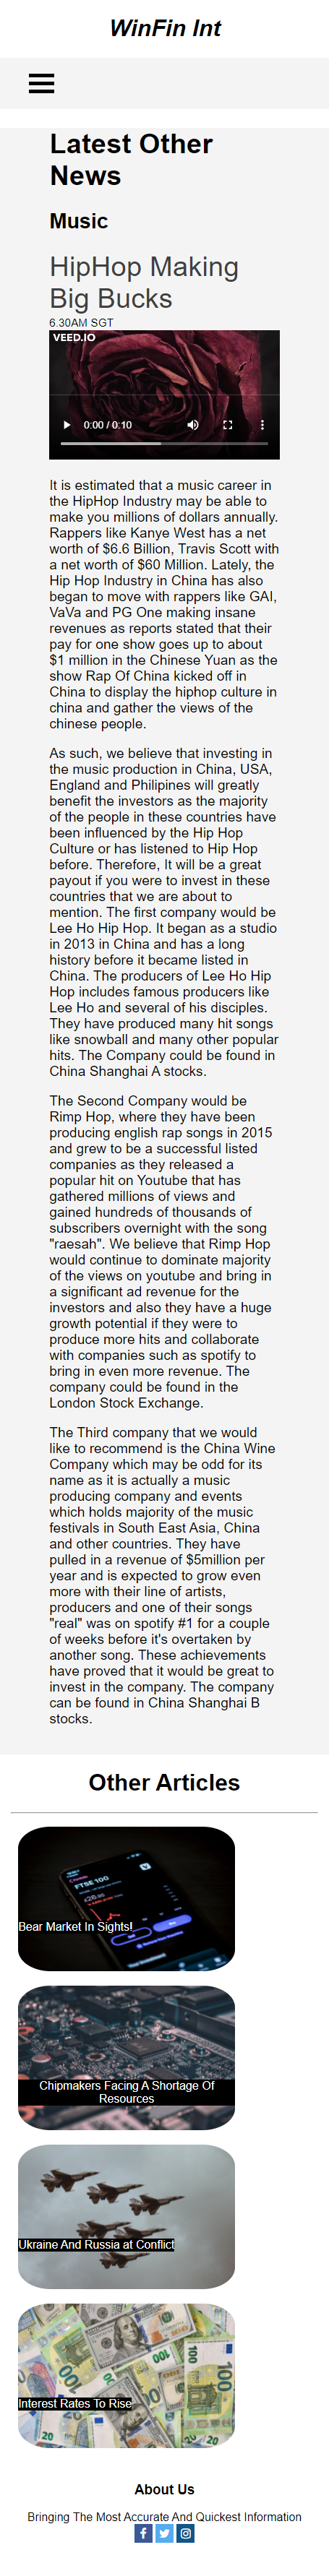 WinFin Int
Latest Other
News
Music
HipHop Making
Big Bucks
6.30AM SGT
VEED.IO
0:00 / 0:10
It is estimated that a music career in
the HipHop Industry may be able to
make you millions of dollars annually.
Rappers like Kanye West has a net
worth of $6.6 Billion, Travis Scott with
a net worth of $60 Million. Lately, the
Hip Hop Industry in China has also
began to move with rappers like GAI,
VaVa and PG One making insane
revenues as reports stated that their
pay for one show goes up to about
$1 million in the Chinese Yuan as the
show Rap Of China kicked off in
China to display the hiphop culture in
china and gather the views of the
chinese people.
As such, we believe that investing in
the music production in China, USA,
England and Philipines will greatly
benefit the investors as the majority
of the people in these countries have
been influenced by the Hip Hop
Culture or has listened to Hip Hop
before. Therefore, It will be a great
payout if you were to invest in these
countries that we are about to
mention. The first company would be
Lee Ho Hip Hop. It began as a studio
in 2013 in China and has a long
history before it became listed in
China. The producers of Lee Ho Hip
Hop includes famous producers like
Lee Ho and several of his disciples.
They have produced many hit songs
like snowball and many other popular
hits. The Company could be found in
China Shanghai A stocks.
The Second Company would be
Rimp Hop, where they have been
producing english rap songs in 2015
and grew to be a successful listed
companies as they released a
popular hit on Youtube that has
gathered millions of views and
gained hundreds of thousands of
subscribers overnight with the song
"raesah". We believe that Rimp Hop
would continue to dominate majority
of the views on youtube and bring in
a significant ad revenue for the
investors and also they have a huge
growth potential if they were to
produce more hits and collaborate
with companies such as spotify to
bring in even more revenue. The
company could be found in the
London Stock Exchange.
The Third company that we would
like to recommend is the China Wine
Company which may be odd for its
name as it is actually a music
producing company and events
which holds majority of the music
festivals in South East Asia, China
and other countries. They have
pulled in a revenue of $5million per
year and is expected to grow even
more with their line of artists,
producers and one of their songs
"real" was on spotify #1 for a couple
of weeks before it's overtaken by
another song. These achievements
have proved that it would be great to
invest in the company. The company
can be found in China Shanghai B
stocks.
Other Articles
FTSE100
Bear Market In Sights!
Chipmakers Facing A Shortage Of
Resources
Ukraine And Russia at Conflict
100
100
100
Interest Rates To Rise
20
20
About Us
Bringing The Most Accurate And Quickest Information